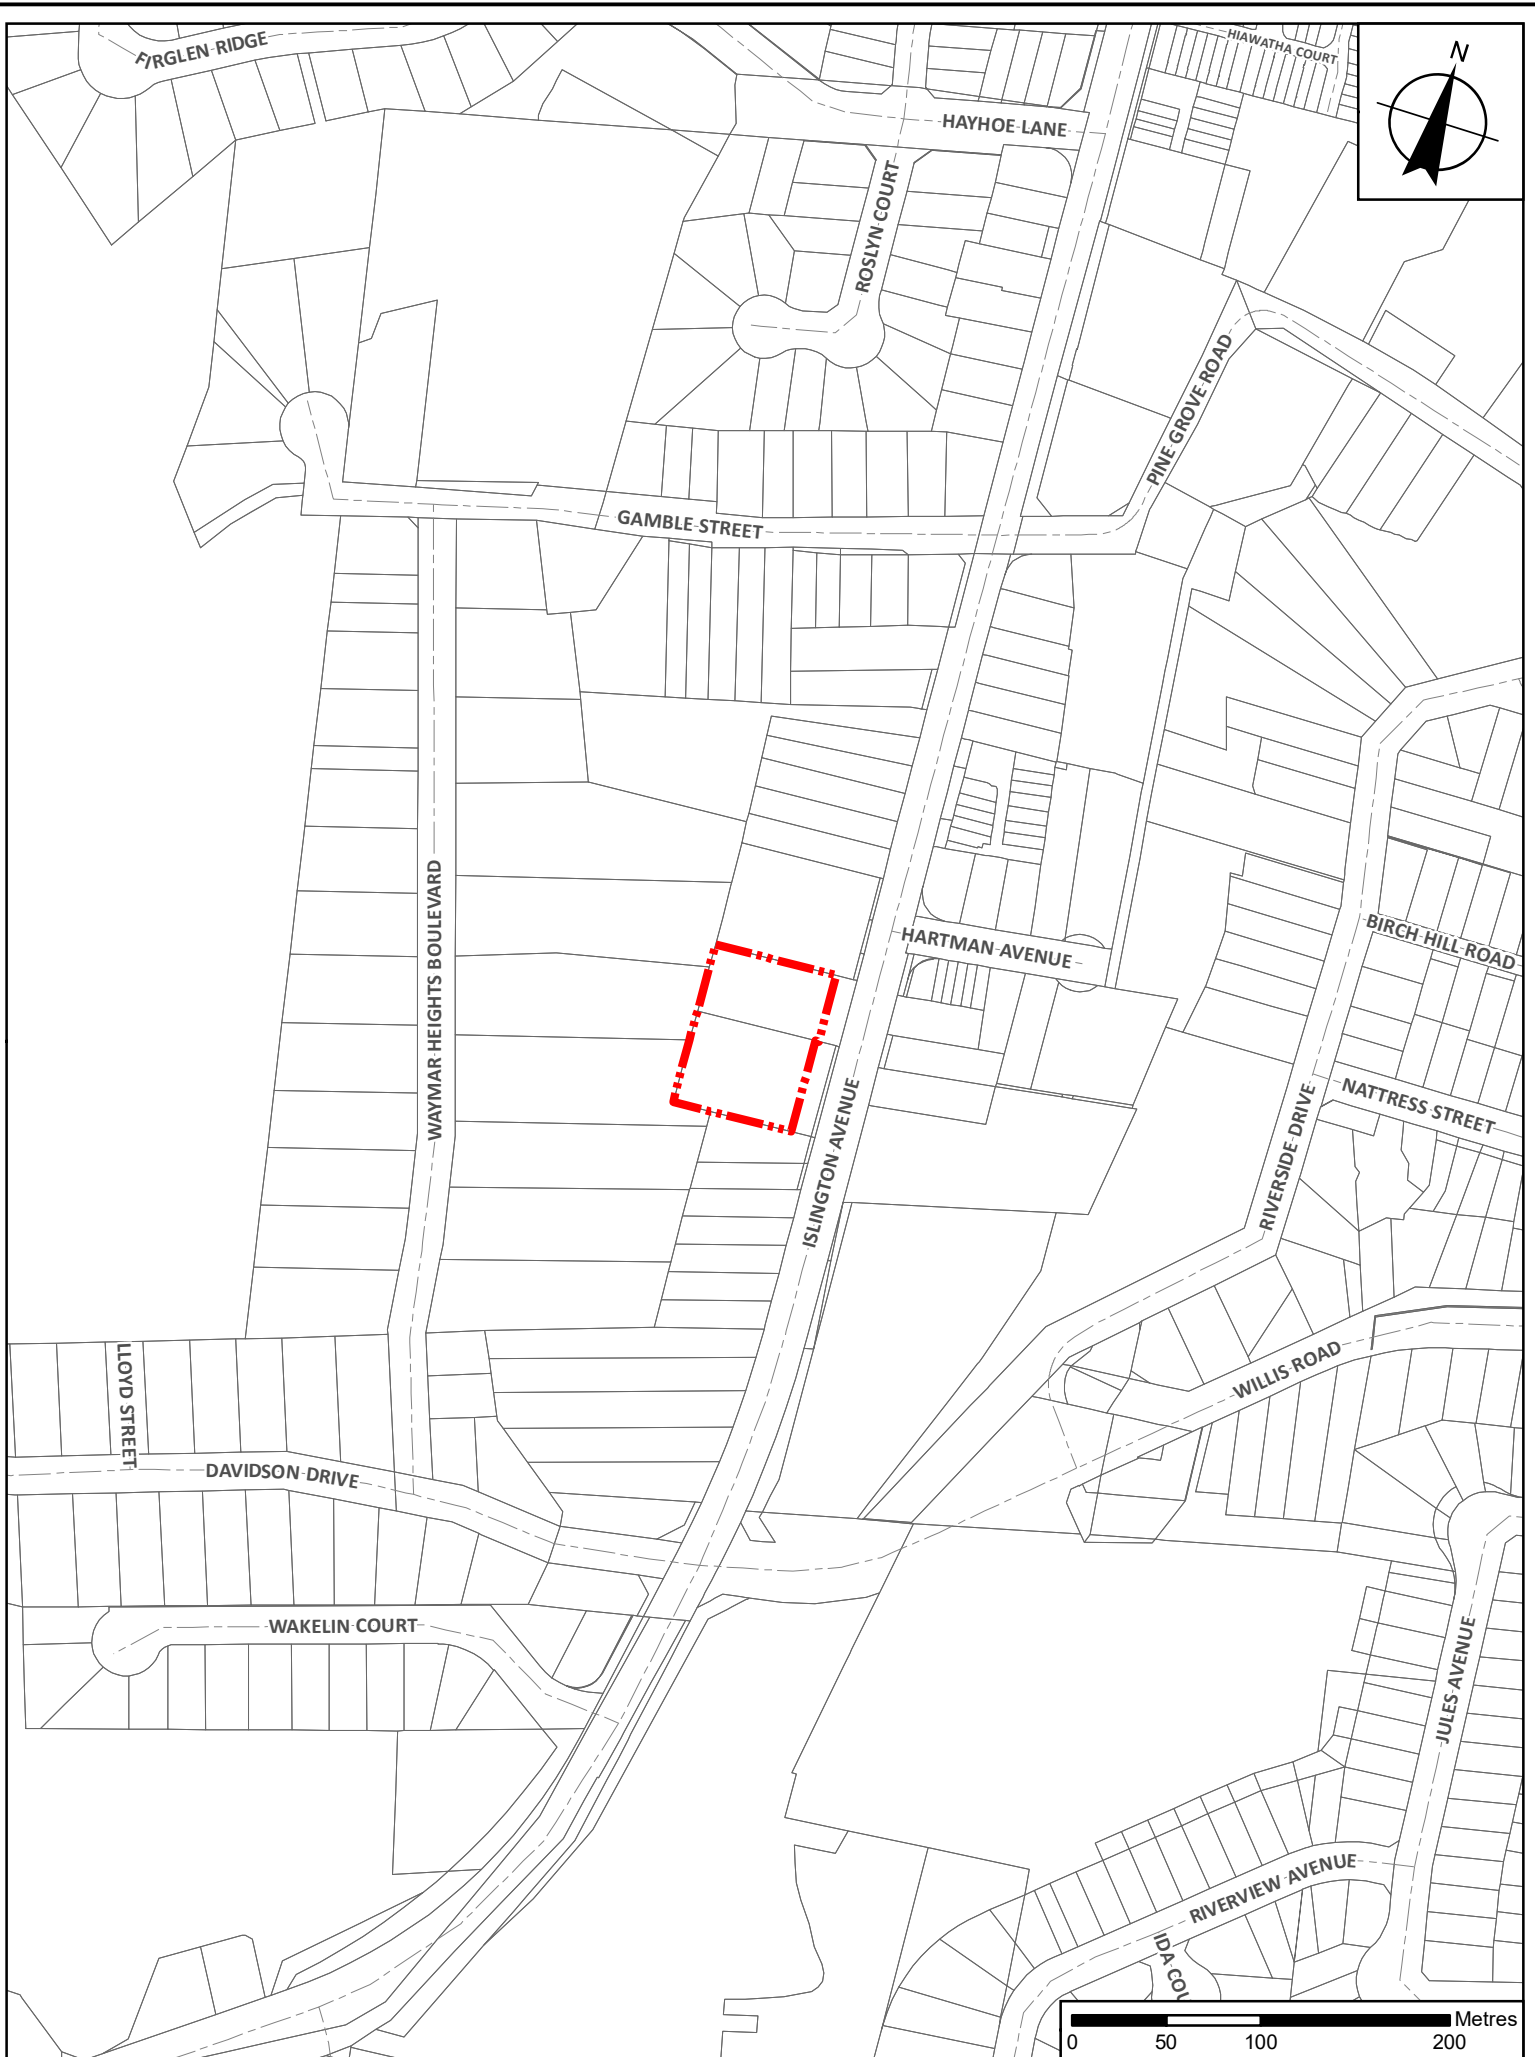 FIRGLEN RIDGE
HIAWATHA COURT
N
HAYHOE LANE
ROSLYN COURT
PINE GROVE ROAD
GAMBLE STREET
WAYMAR HEIGHTS BOULEVARD
HARTMAN AVENUE
BIRCH HILL ROAD
ISLINGTON AVENUE
NATTRESS STREET
RIVERSIDE DRIVE
LLOYD STREET
WILLIS ROAD
DAVIDSON DRIVE
WAKELIN COURT
JULES AVENUE
RIVERVIEW AVENUE
IDA COU
Metres
0 50 100 200